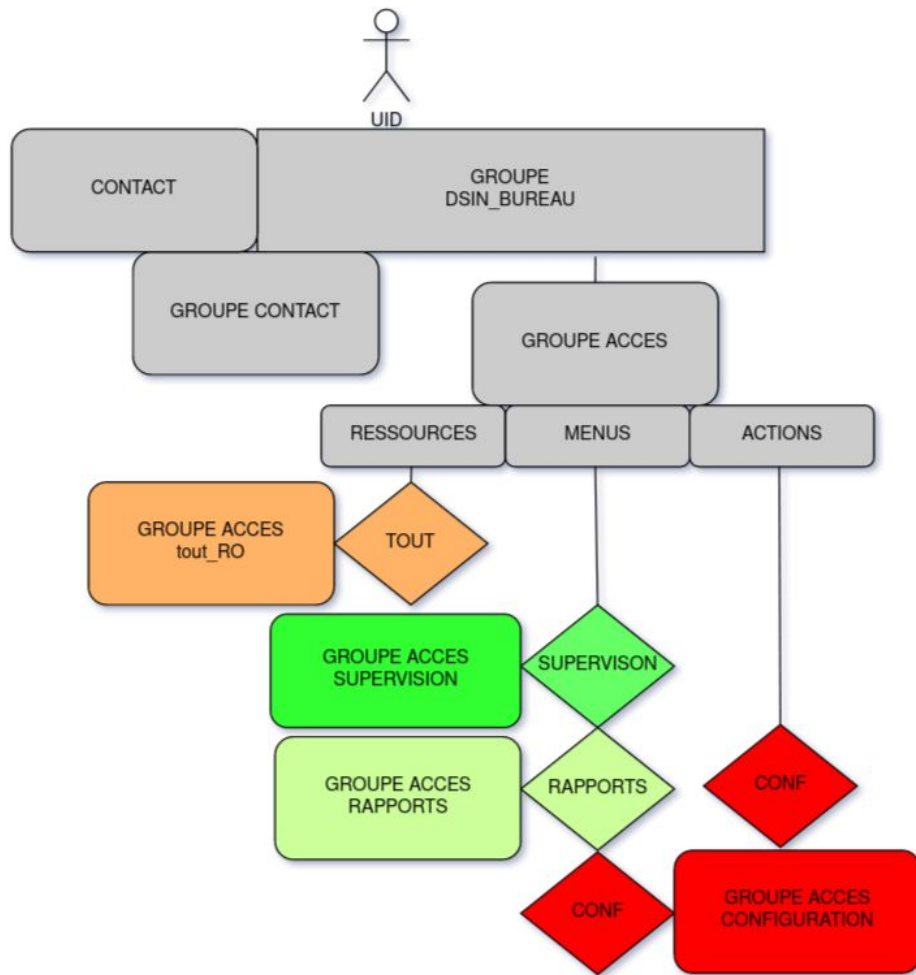 UID
CONTACT
GROUPE
DSIN_BUREAU
GROUPE CONTACT
GROUPE ACCES
RESSOURCES
MENUS
ACTIONS
GROUPE ACCES
tout_RO
TOUT
GROUPE ACCES
SUPERVISION
SUPERVISON
GROUPE ACCES
RAPPORTS
RAPPORTS
CONF
CONF
GROUPE ACCES
CONFIGURATION